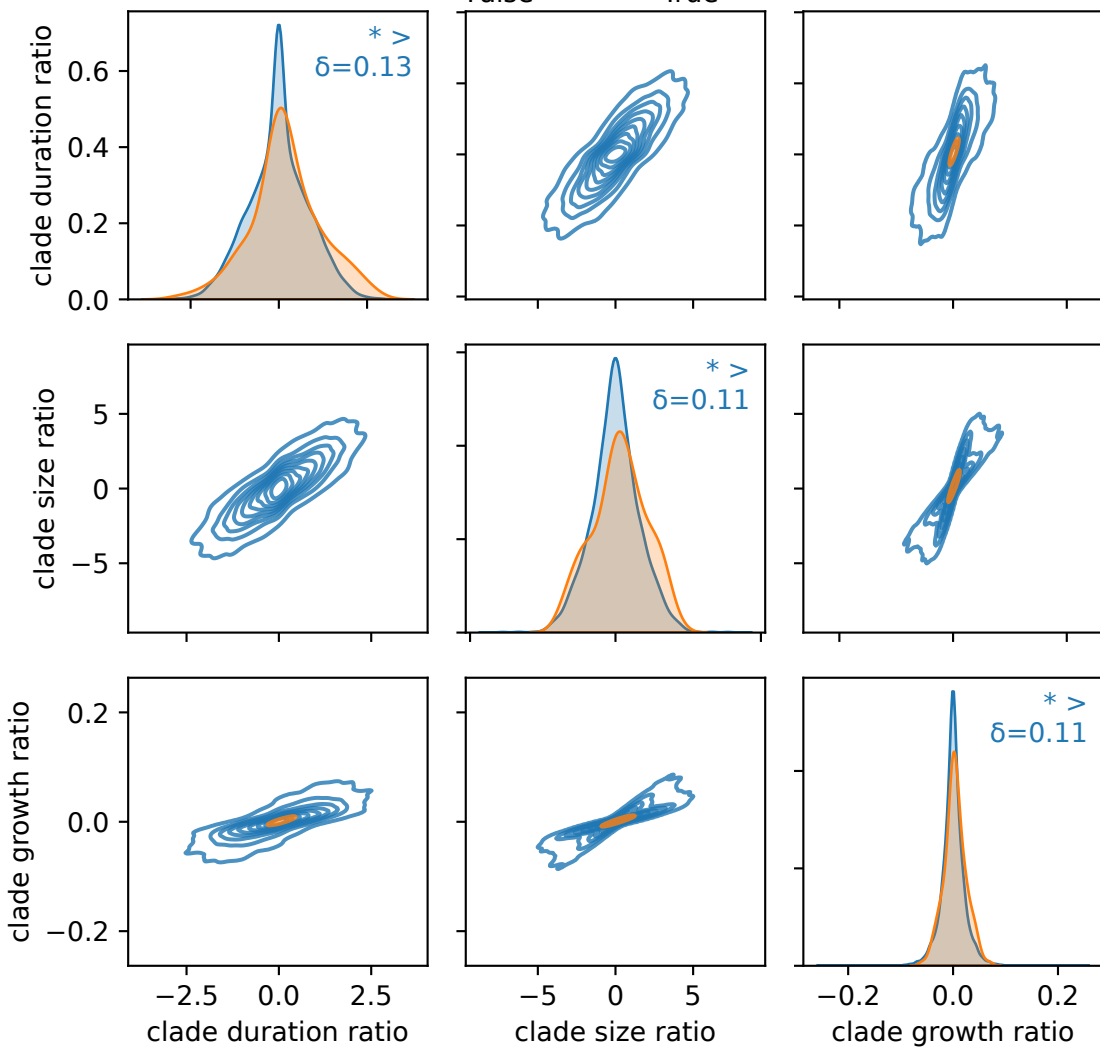 clade duration ratio
0.6
0.4
0.2
0.0
* >
δ=0.13
clade size ratio
5
0
−5
* >
δ=0.11
clade growth ratio
0.2
0.0
−0.2
* >
δ=0.11
−2.5 0.0 2.5
−5 0 5
−0.2 0.0 0.2
clade duration ratio
clade size ratio
clade growth ratio